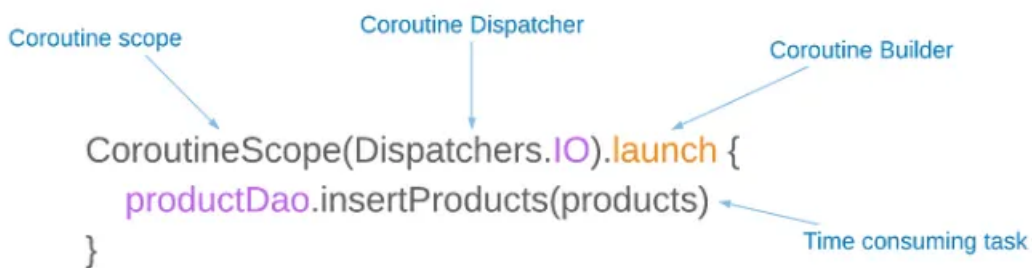 Coroutine scope
Coroutine Dispatcher
Coroutine Builder
CoroutineScope(Dispatchers.IO).launch {
productDao.insertProducts(products)
}
Time consuming task